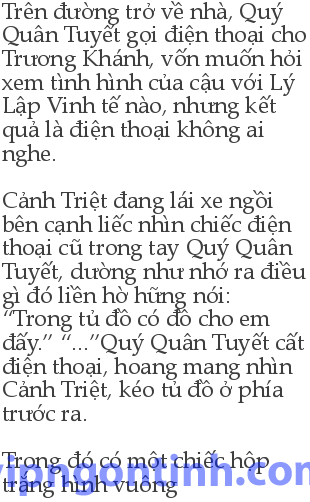 Trên đường trở về nhà, Quý
Quân Tuyết gọi điện thoại cho
Trương Khánh, vốn muốn hỏi
xem tình hình của cậu với Lý
Lập Vinh tế nào, nhưng kết
quả là điện thoại không ai
nghe.
Cảnh Triệt đang lái xe ngồi
bên cạnh liếc nhìn chiếc điện
thoại cũ trong tay Quý Quân
Tuyết, dường như nhớ ra điều
gì đó liền hờ hững nói:
“Trong tủ đồ có đồ cho em
đấy.” “...”Quý Quân Tuyết cất
điện thoại, hoang mang nhìn
Cảnh Triệt, kéo tủ đồ ở phía
trước ra.
Trong đó có một chiếc hộp
trắng hình vuông
vipngontinh.com